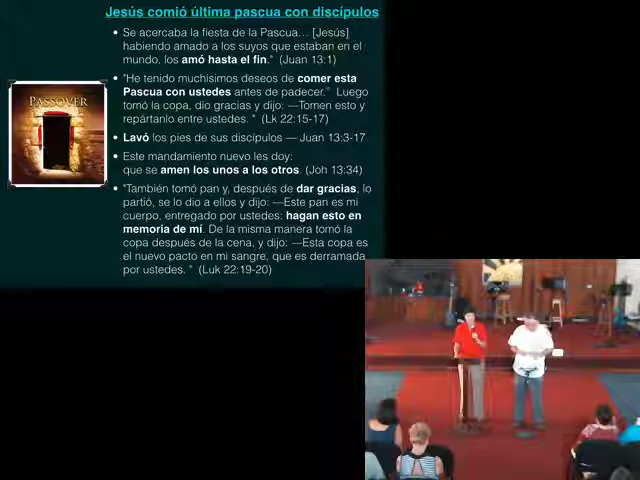 Jesús comió última pascua con discípulos
• Se acercaba la fiesta de la Pascua… [Jesús]
habiendo amado a los suyos que estaban en el
mundo, los amó hasta el fin." (Juan 13:1)
• "He tenido muchísimos deseos de comer esta
Pascua con ustedes antes de padecer." Luego
tomó la copa, dio gracias y dijo: —Tomen esto y
repártanlo entre ustedes. " (Lk 22:15-17)
PASSOVER
• Lavó los pies de sus discípulos — Juan 13:3-17
• Este mandamiento nuevo les doy:
que se amen los unos a los otros. (Joh 13:34)
• "También tomó pan y, después de dar gracias, lo
partió, se lo dio a ellos y dijo: —Este pan es mi
cuerpo, entregado por ustedes; hagan esto en
memoria de mí. De la misma manera tomó la
copa después de la cena, y dijo: —Esta copa es
el nuevo pacto en mi sangre, que es derramada
por ustedes. " (Luk 22:19-20)